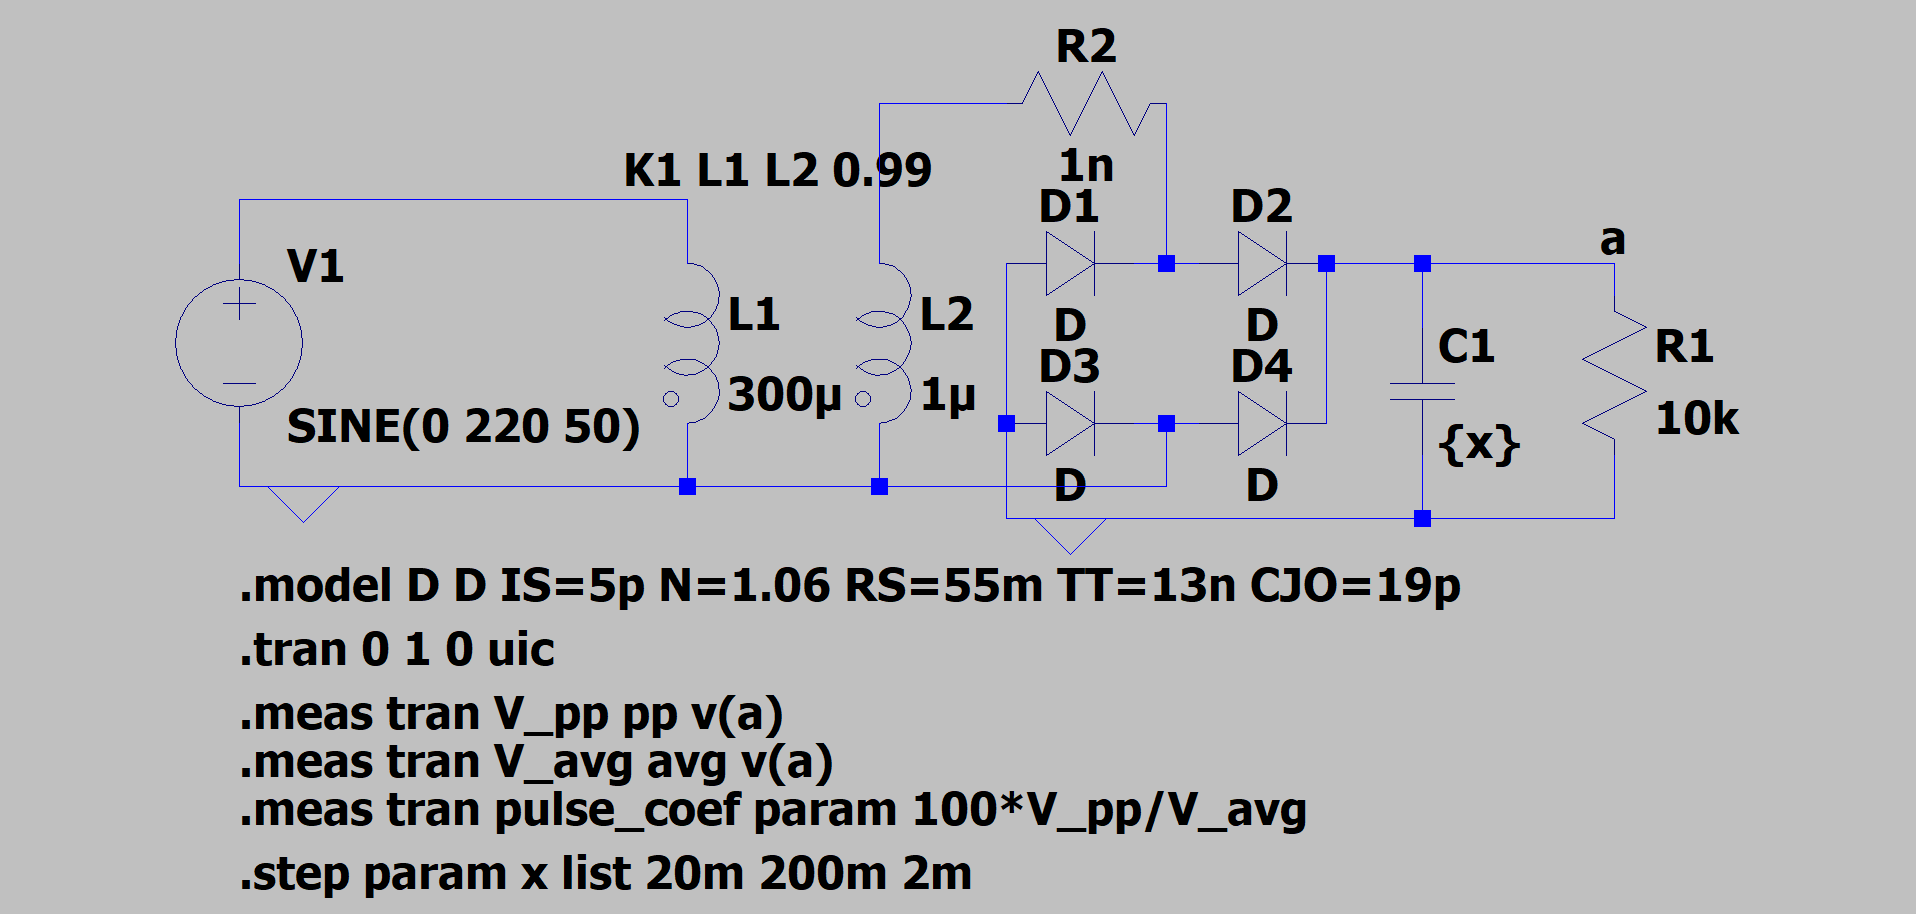 R2
K1 L1 L2 0.99
1n
D1
D2
a
V1
L1
L2
D
D
C1
R1
D3
D4
300µ
1µ
SINE(0 220 50)
10k
{x}
D
D
.model D D IS=5p N=1.06 RS=55m TT=13n CJO=19p
.tran 0 1 0 uic
.meas tran V_pp pp v(a)
.meas tran V_avg avg v(a)
.meas tran pulse_coef param 100*V_pp/V_avg
.step param x list 20m 200m 2m